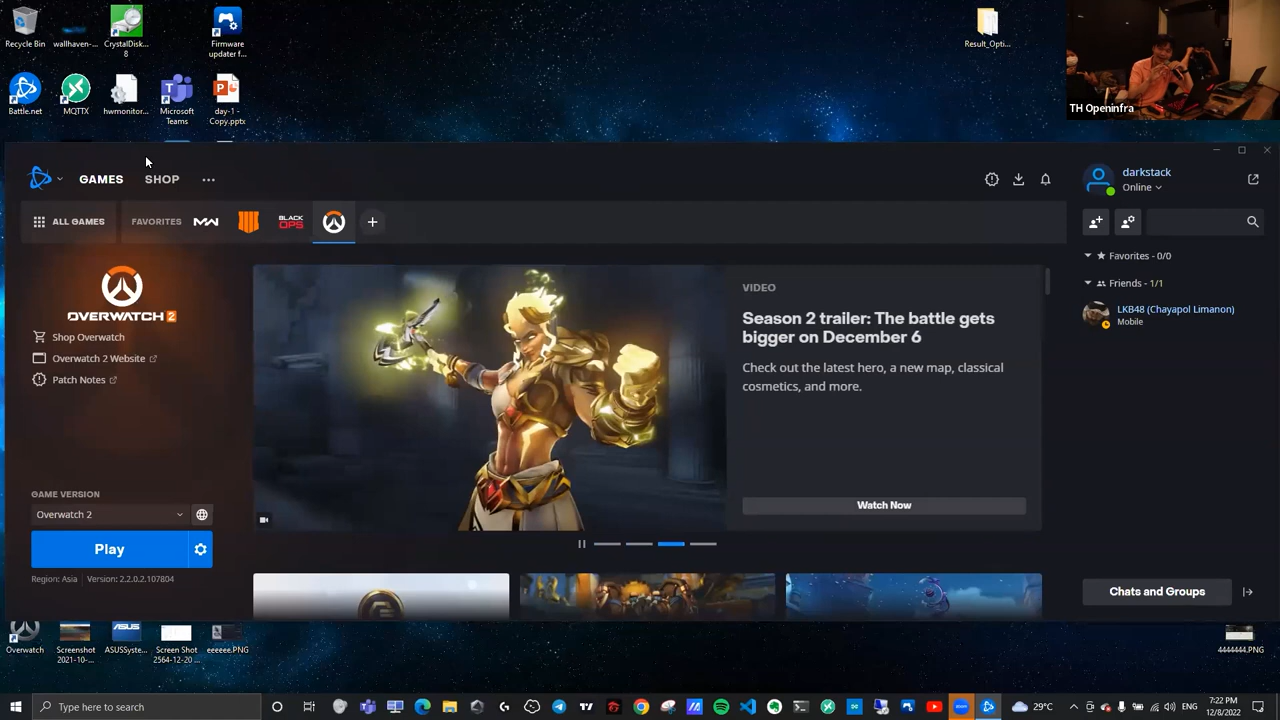 Recycle Bin
wallhaven-...
CrystalDisk...
8
Firmware
updater f...
Result_Opti...
TH Openinfra
Battle.net
MQTTX
hwmonitor...
Microsoft
Teams
day-1 -
Copy.pptx
GAMES
SHOP
darkstack
Online
ALL GAMES
FAVORITES
BLACK
OPS
Favorites - 0/0
Friends - 1/1
LKB48 (Chayapol Limanon)
Mobile
OVERWATCH 2
Shop Overwatch
Overwatch 2 Website
Patch Notes
VIDEO
Season 2 trailer: The battle gets
bigger on December 6
Check out the latest hero, a new map, classical
cosmetics, and more.
Watch Now
GAME VERSION
Overwatch 2
Play
Region: Asia
Version: 2.2.0.2.107804
Chats and Groups
Overwatch
Screenshot
2021-10-...
ASUSSyste...
Screen Shot
2564-12-20 ...
eeeeee.PNG
4444444.PNG
Type here to search
zoom
29°C
ENG
7:22 PM
12/8/2022